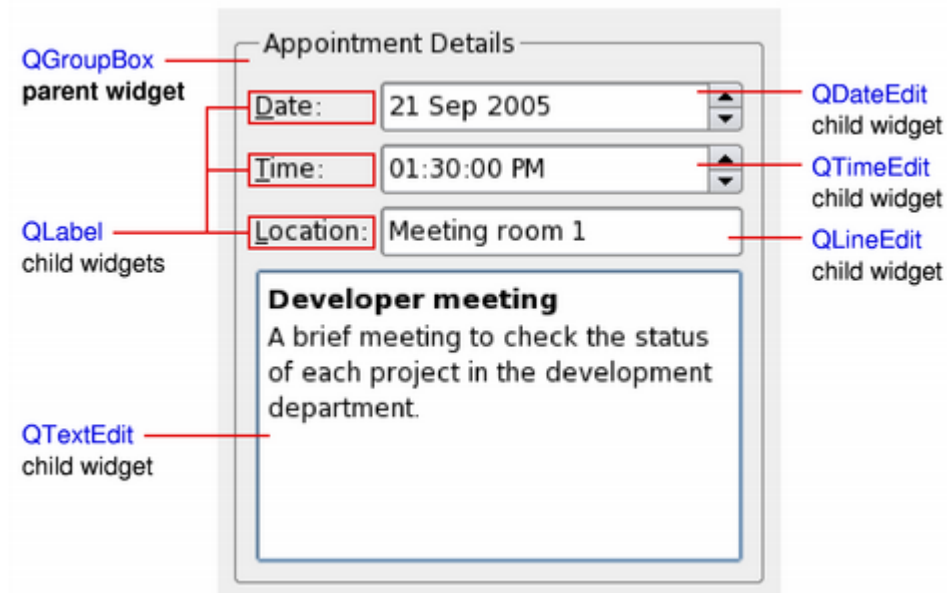 Appointment Details
QGroupBox
parent widget
Date:
21 Sep 2005
QDateEdit
child widget
Time:
01:30:00 PM
QTimeEdit
child widget
QLabel
child widgets
Location:
Meeting room 1
QLineEdit
child widget
Developer meeting
A brief meeting to check the status
of each project in the development
department.
QTextEdit
child widget